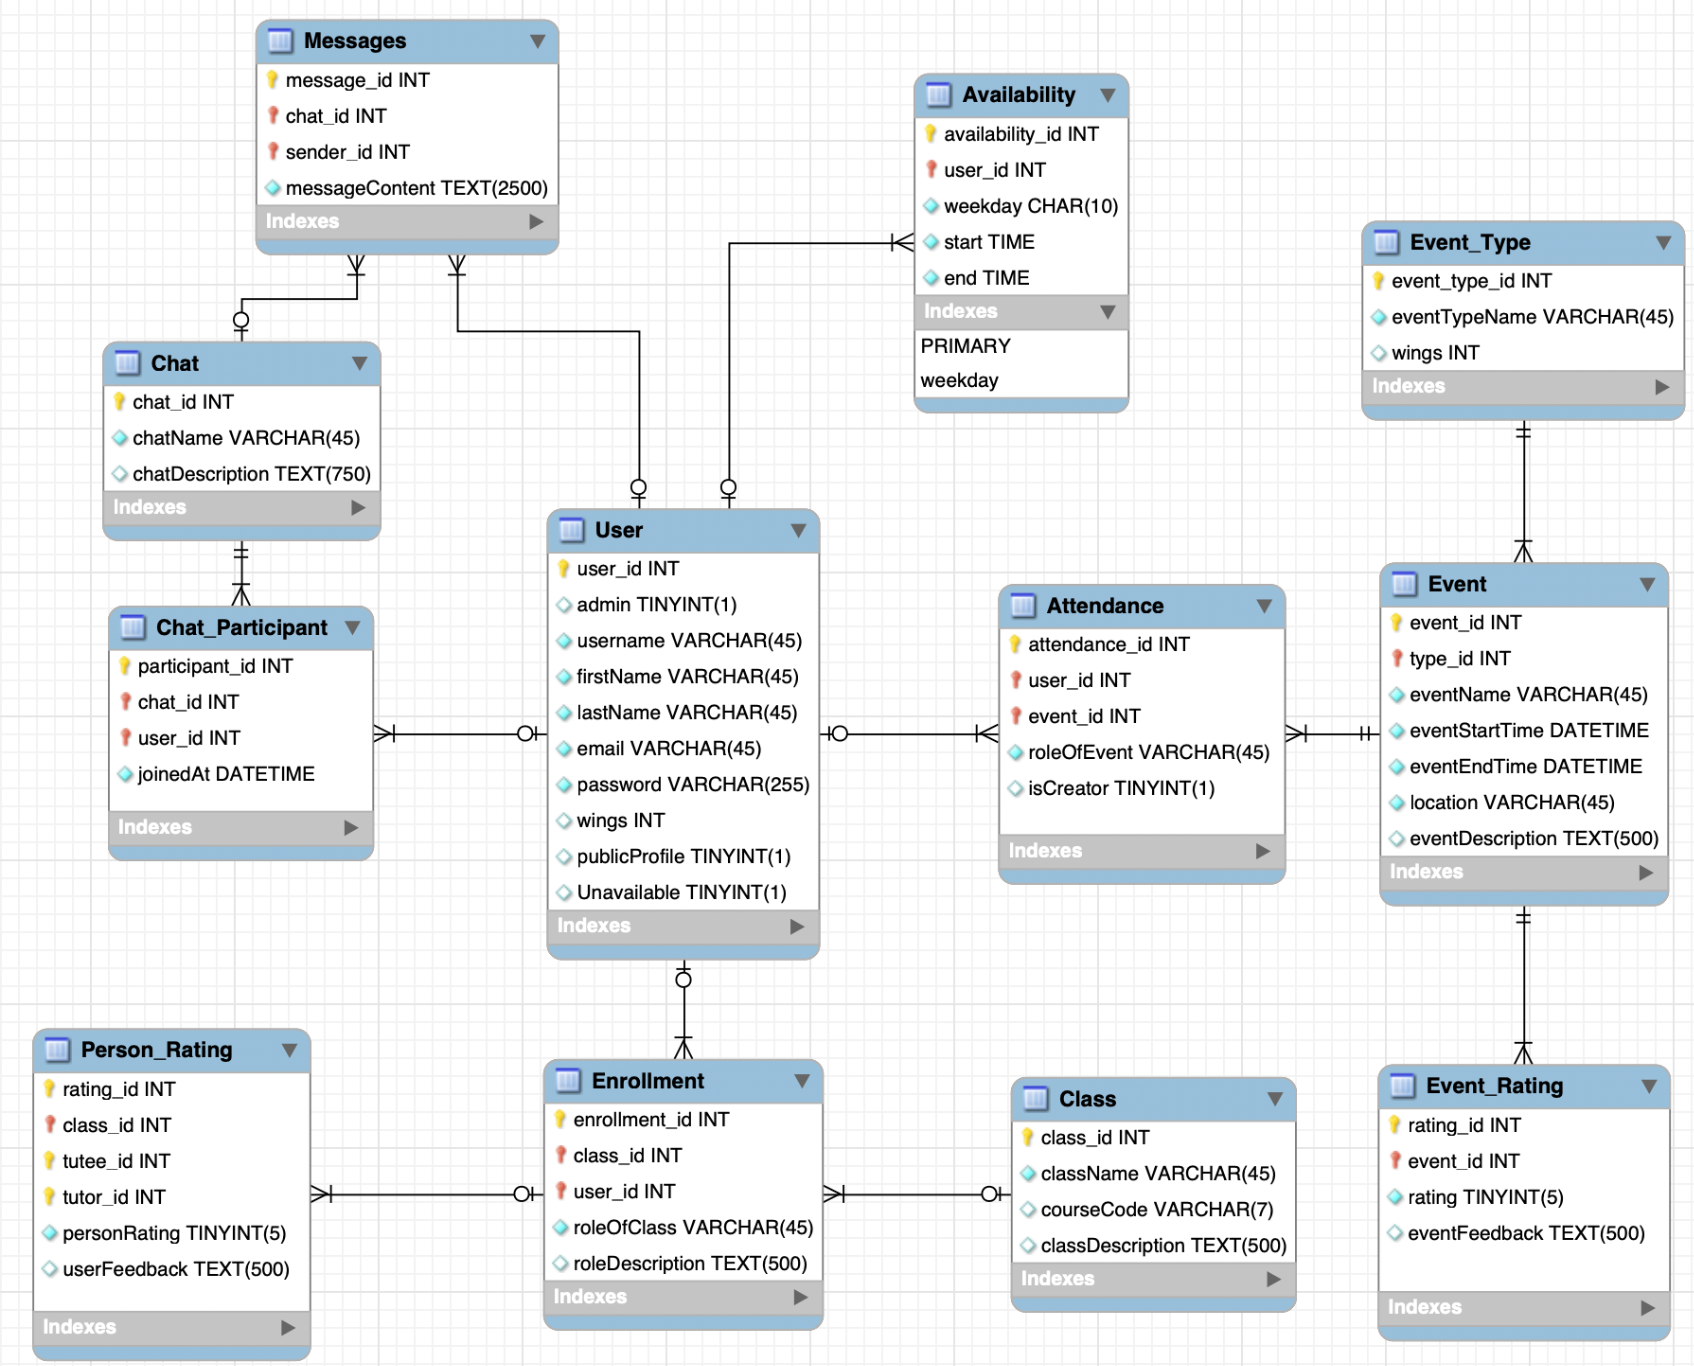 Messages
message_id INT
chat_id INT
sender_id INT
messageContent TEXT(2500)
Indexes
Availability
availability_id INT
user_id INT
weekday CHAR(10)
start TIME
end TIME
Indexes
PRIMARY
weekday
Event_Type
event_type_id INT
eventTypeName VARCHAR(45)
wings INT
Indexes
Chat
chat_id INT
chatName VARCHAR(45)
chatDescription TEXT(750)
Indexes
User
user_id INT
admin TINYINT(1)
username VARCHAR(45)
firstName VARCHAR(45)
lastName VARCHAR(45)
email VARCHAR(45)
password VARCHAR(255)
wings INT
publicProfile TINYINT(1)
Unavailable TINYINT(1)
Indexes
Chat_Participant
participant_id INT
chat_id INT
user_id INT
joinedAt DATETIME
Indexes
Attendance
attendance_id INT
user_id INT
event_id INT
roleOfEvent VARCHAR(45)
isCreator TINYINT(1)
Indexes
Event
event_id INT
type_id INT
eventName VARCHAR(45)
eventStartTime DATETIME
eventEndTime DATETIME
location VARCHAR(45)
eventDescription TEXT(500)
Indexes
Person_Rating
rating_id INT
class_id INT
tutee_id INT
tutor_id INT
personRating TINYINT(5)
userFeedback TEXT(500)
Indexes
Enrollment
enrollment_id INT
class_id INT
user_id INT
roleOfClass VARCHAR(45)
roleDescription TEXT(500)
Indexes
Class
class_id INT
className VARCHAR(45)
courseCode VARCHAR(7)
classDescription TEXT(500)
Indexes
Event_Rating
rating_id INT
event_id INT
rating TINYINT(5)
eventFeedback TEXT(500)
Indexes